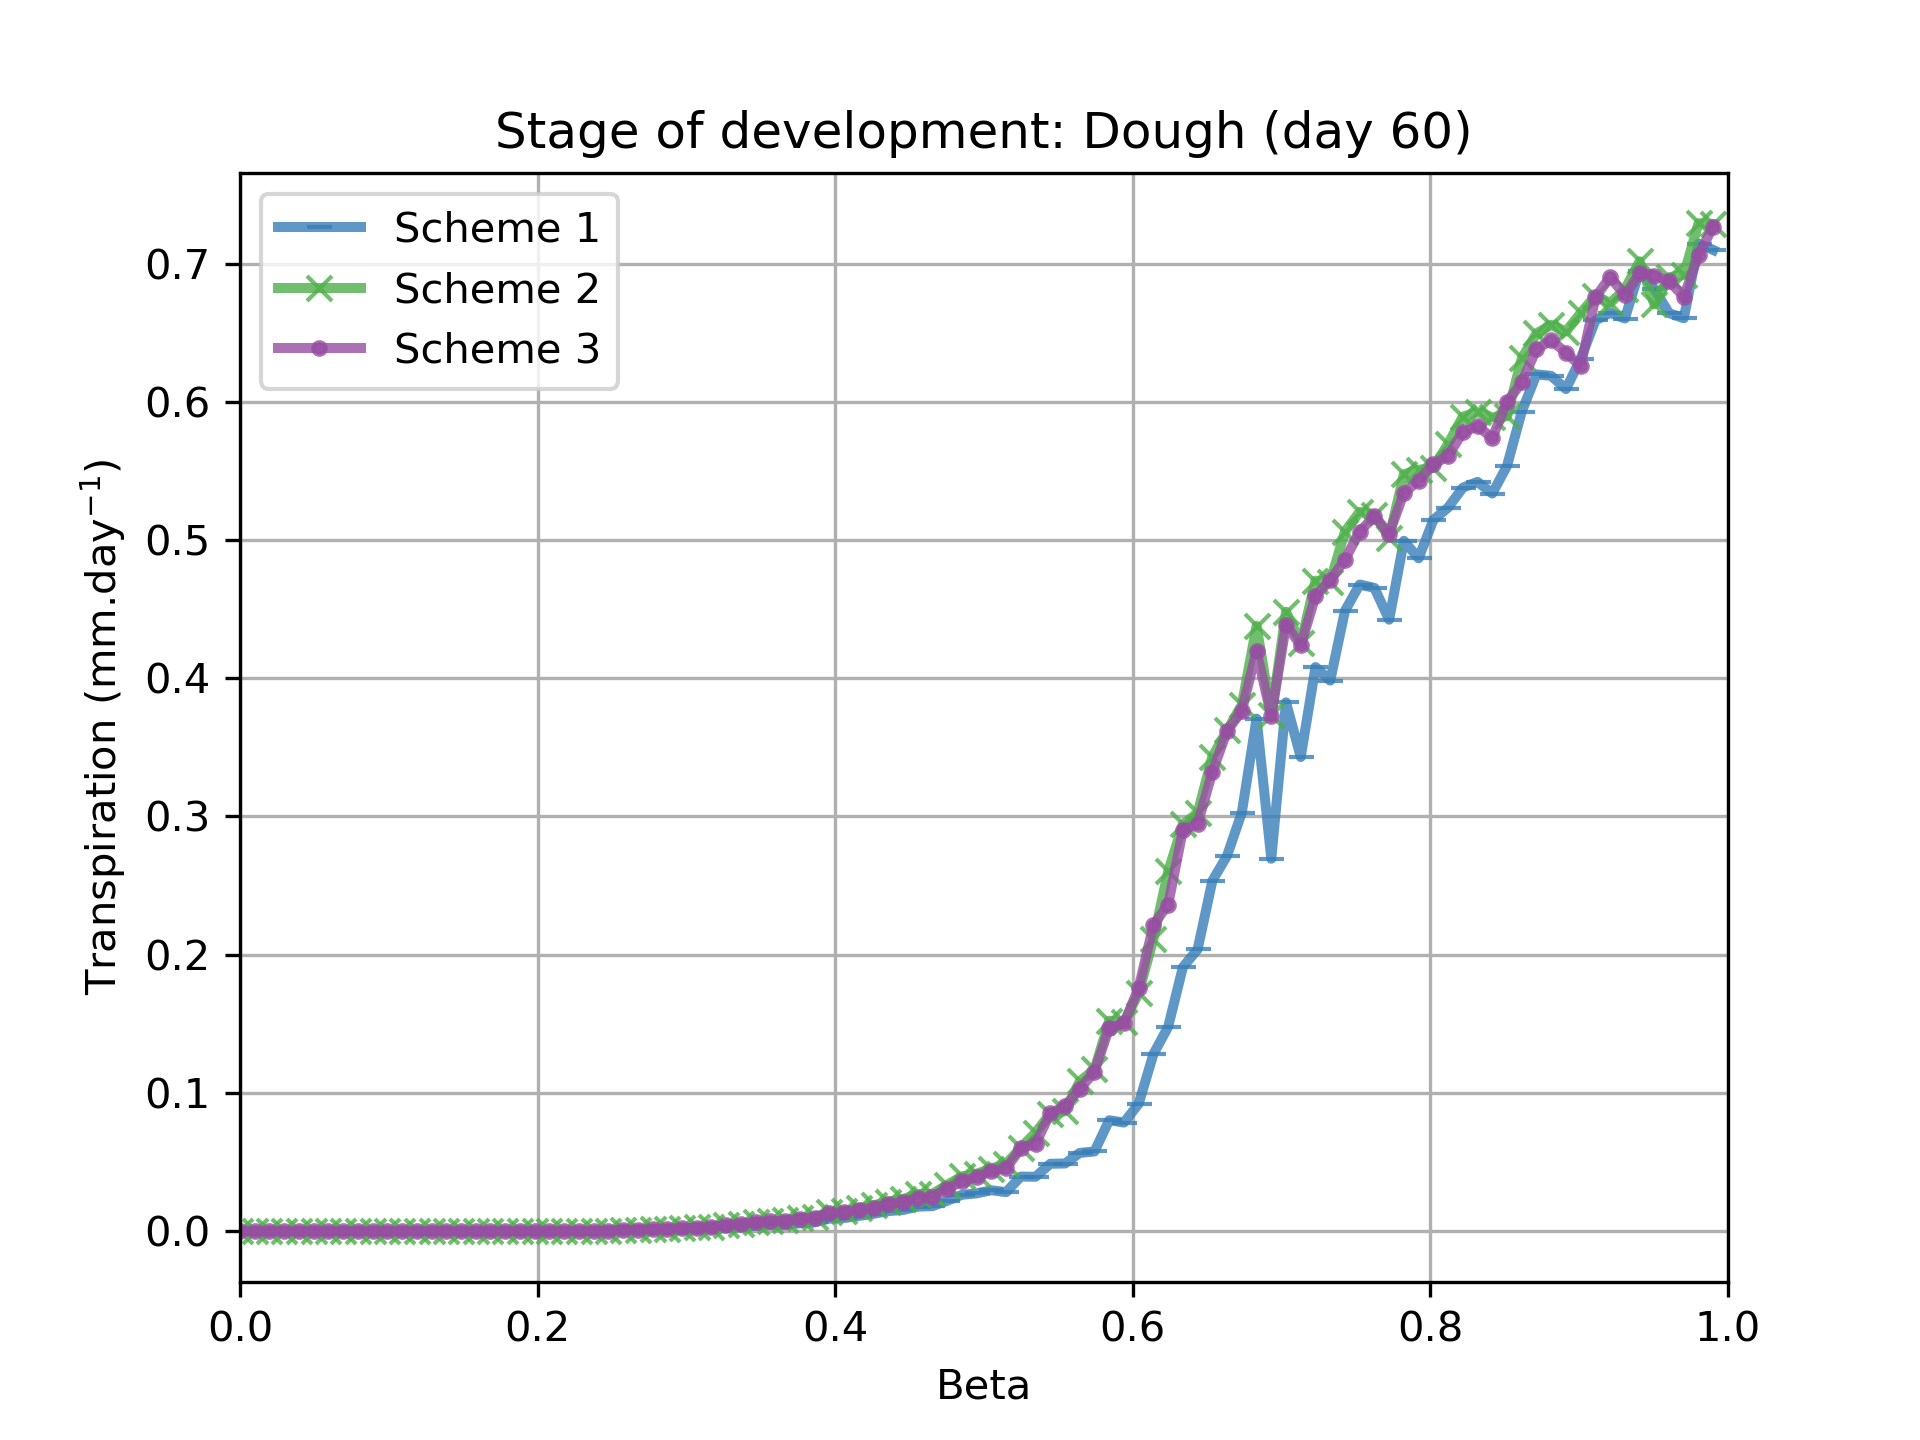 Stage of development: Dough (day 60)
Scheme 1
Scheme 2
Scheme 3
Transpiration (mm.day⁻¹)
0.7
0.6
0.5
0.4
0.3
0.2
0.1
0.0
0.0 0.2 0.4 0.6 0.8 1.0
Beta